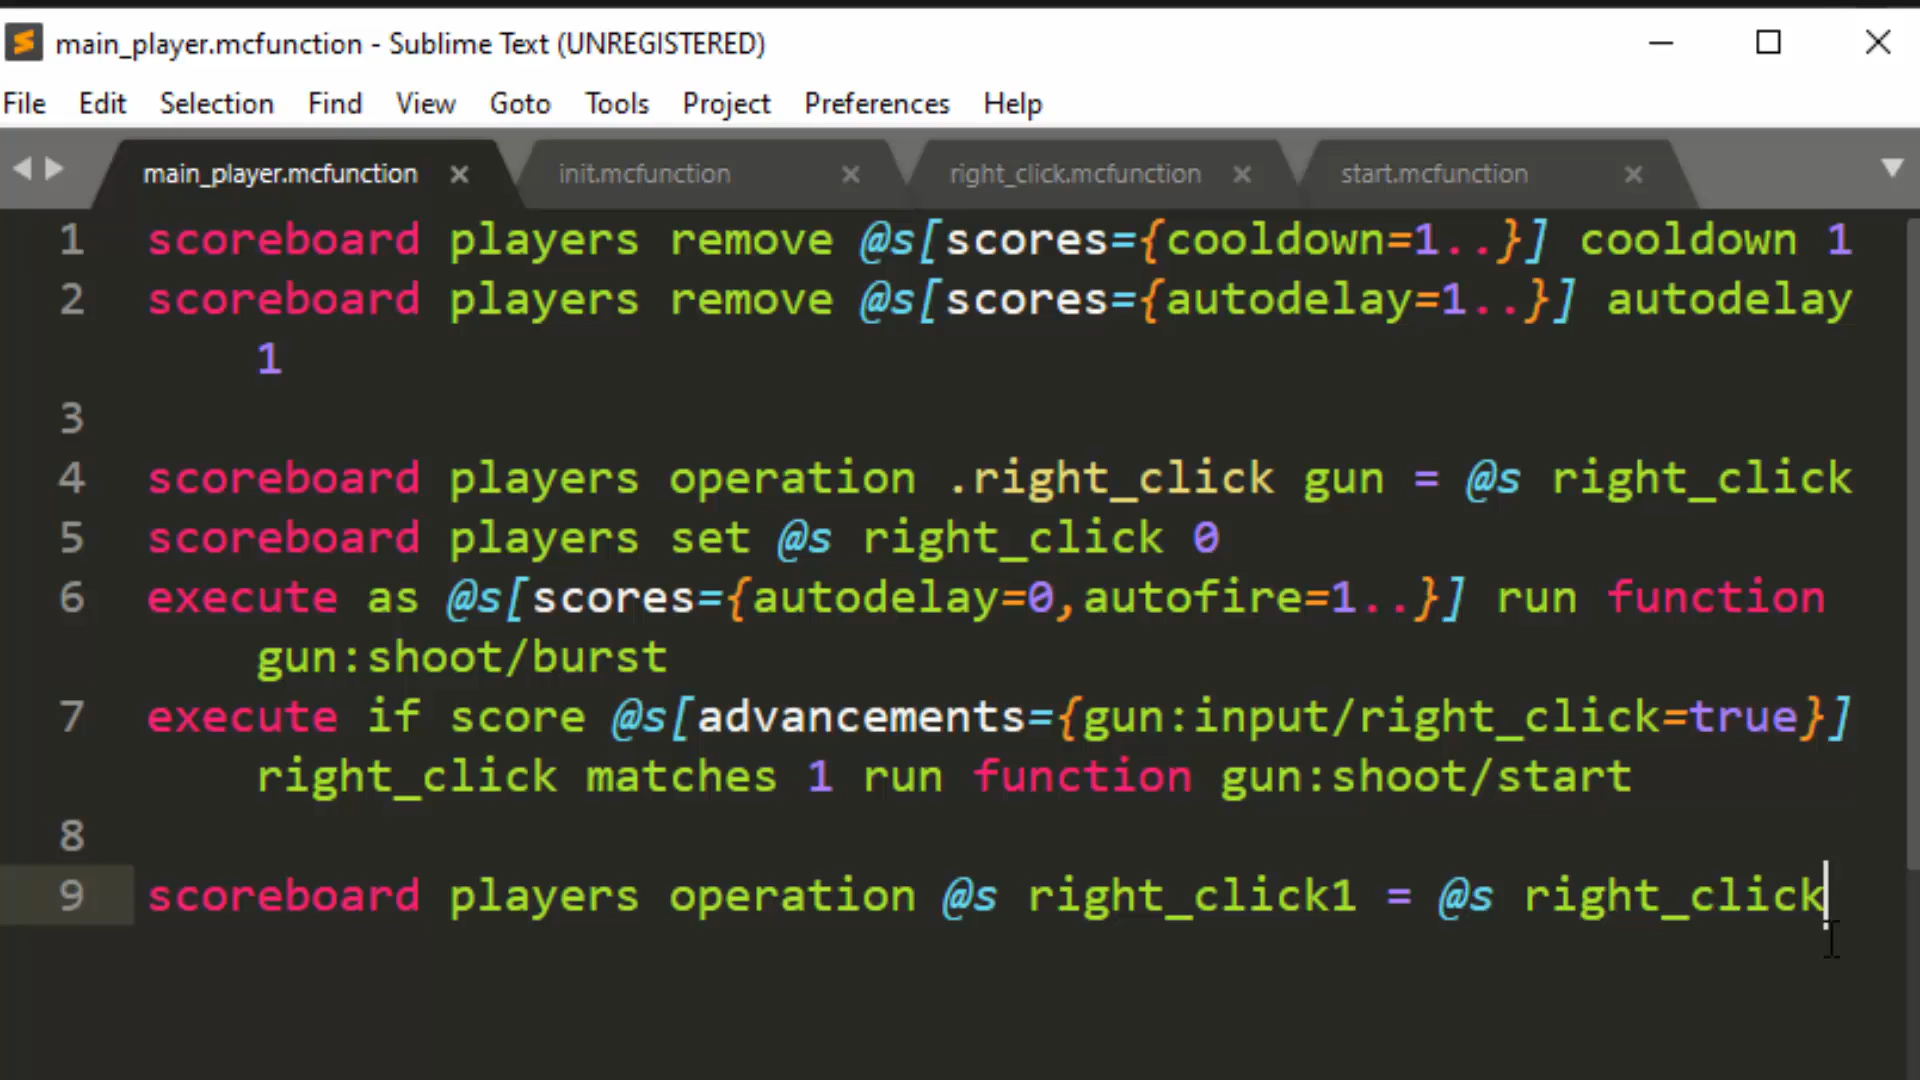 main_player.mcfunction - Sublime Text (UNREGISTERED)
File Edit Selection Find View Goto Tools Project Preferences Help
main_player.mcfunction init.mcfunction right_click.mcfunction start.mcfunction
1 scoreboard players remove @s[scores={cooldown=1..}] cooldown 1
2 scoreboard players remove @s[scores={autodelay=1..}] autodelay
1
3
4 scoreboard players operation .right_click gun = @s right_click
5 scoreboard players set @s right_click 0
6 execute as @s[scores={autodelay=0,autofire=1..}] run function
gun:shoot/burst
7 execute if score @s[advancements={gun:input/right_click=true}]
right_click matches 1 run function gun:shoot/start
8
9 scoreboard players operation @s right_click1 = @s right_click